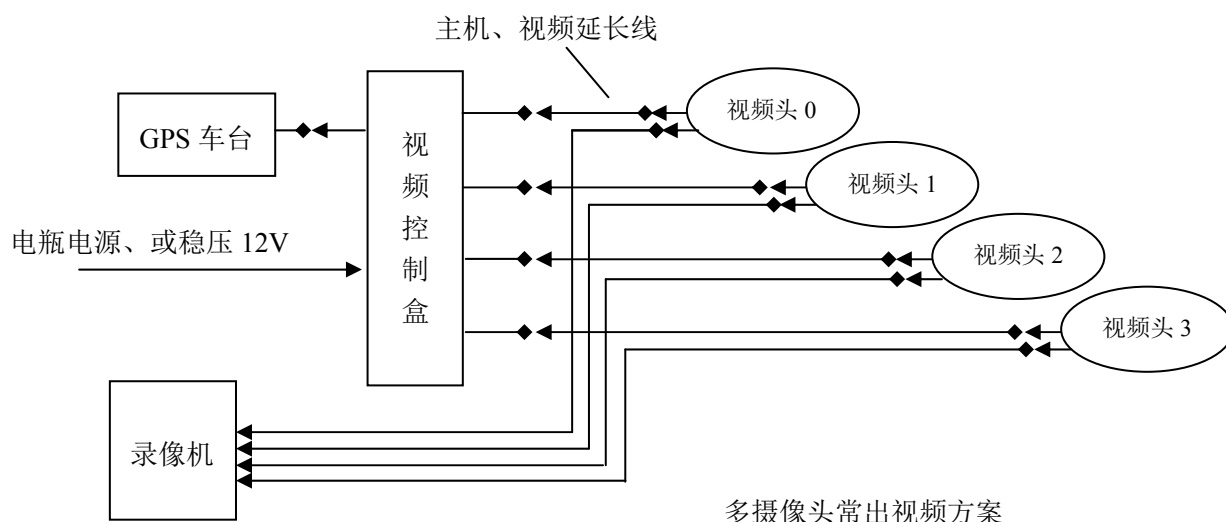 主机、视频延长线
视频头 0
GPS 车台
视频控制盒
视频头 1
电瓶电源、或稳压 12V
视频头 2
视频头 3
录像机
多摄像头常出视频方案